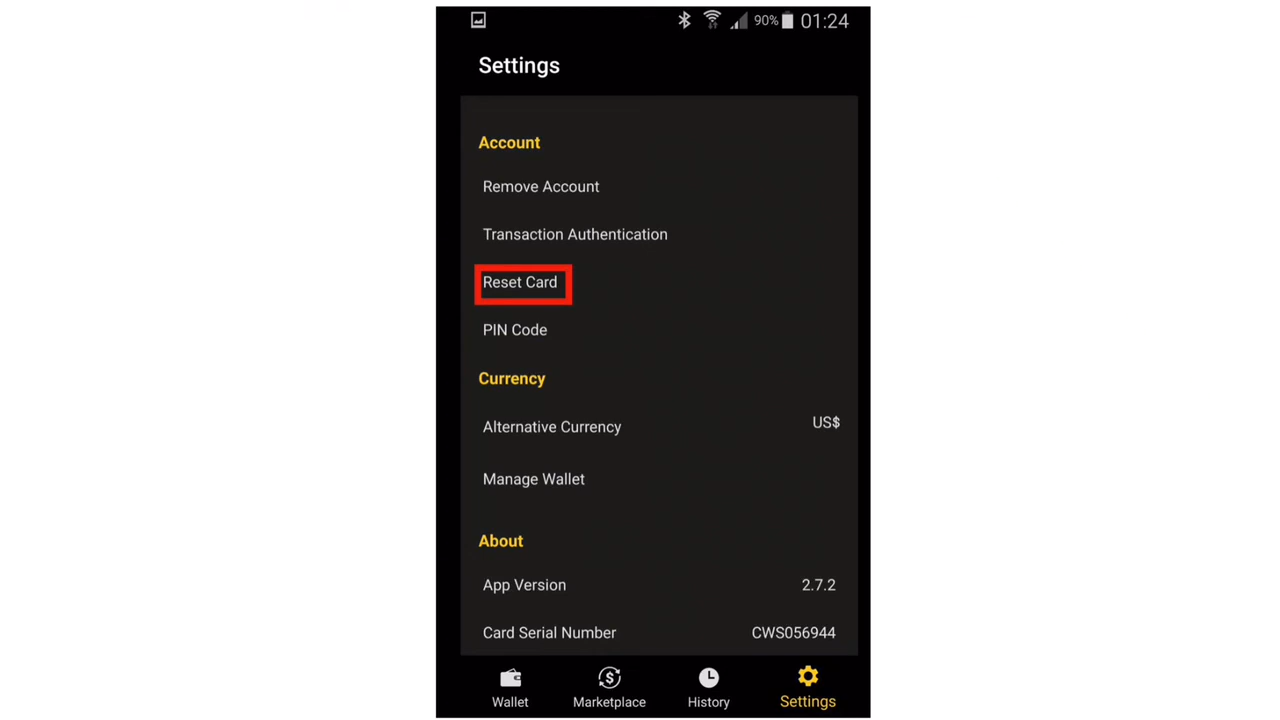 90% 01:24
Settings
Account
Remove Account
Transaction Authentication
Reset Card
PIN Code
Currency
Alternative Currency US$
Manage Wallet
About
App Version 2.7.2
Card Serial Number CWS056944
Wallet Marketplace History Settings